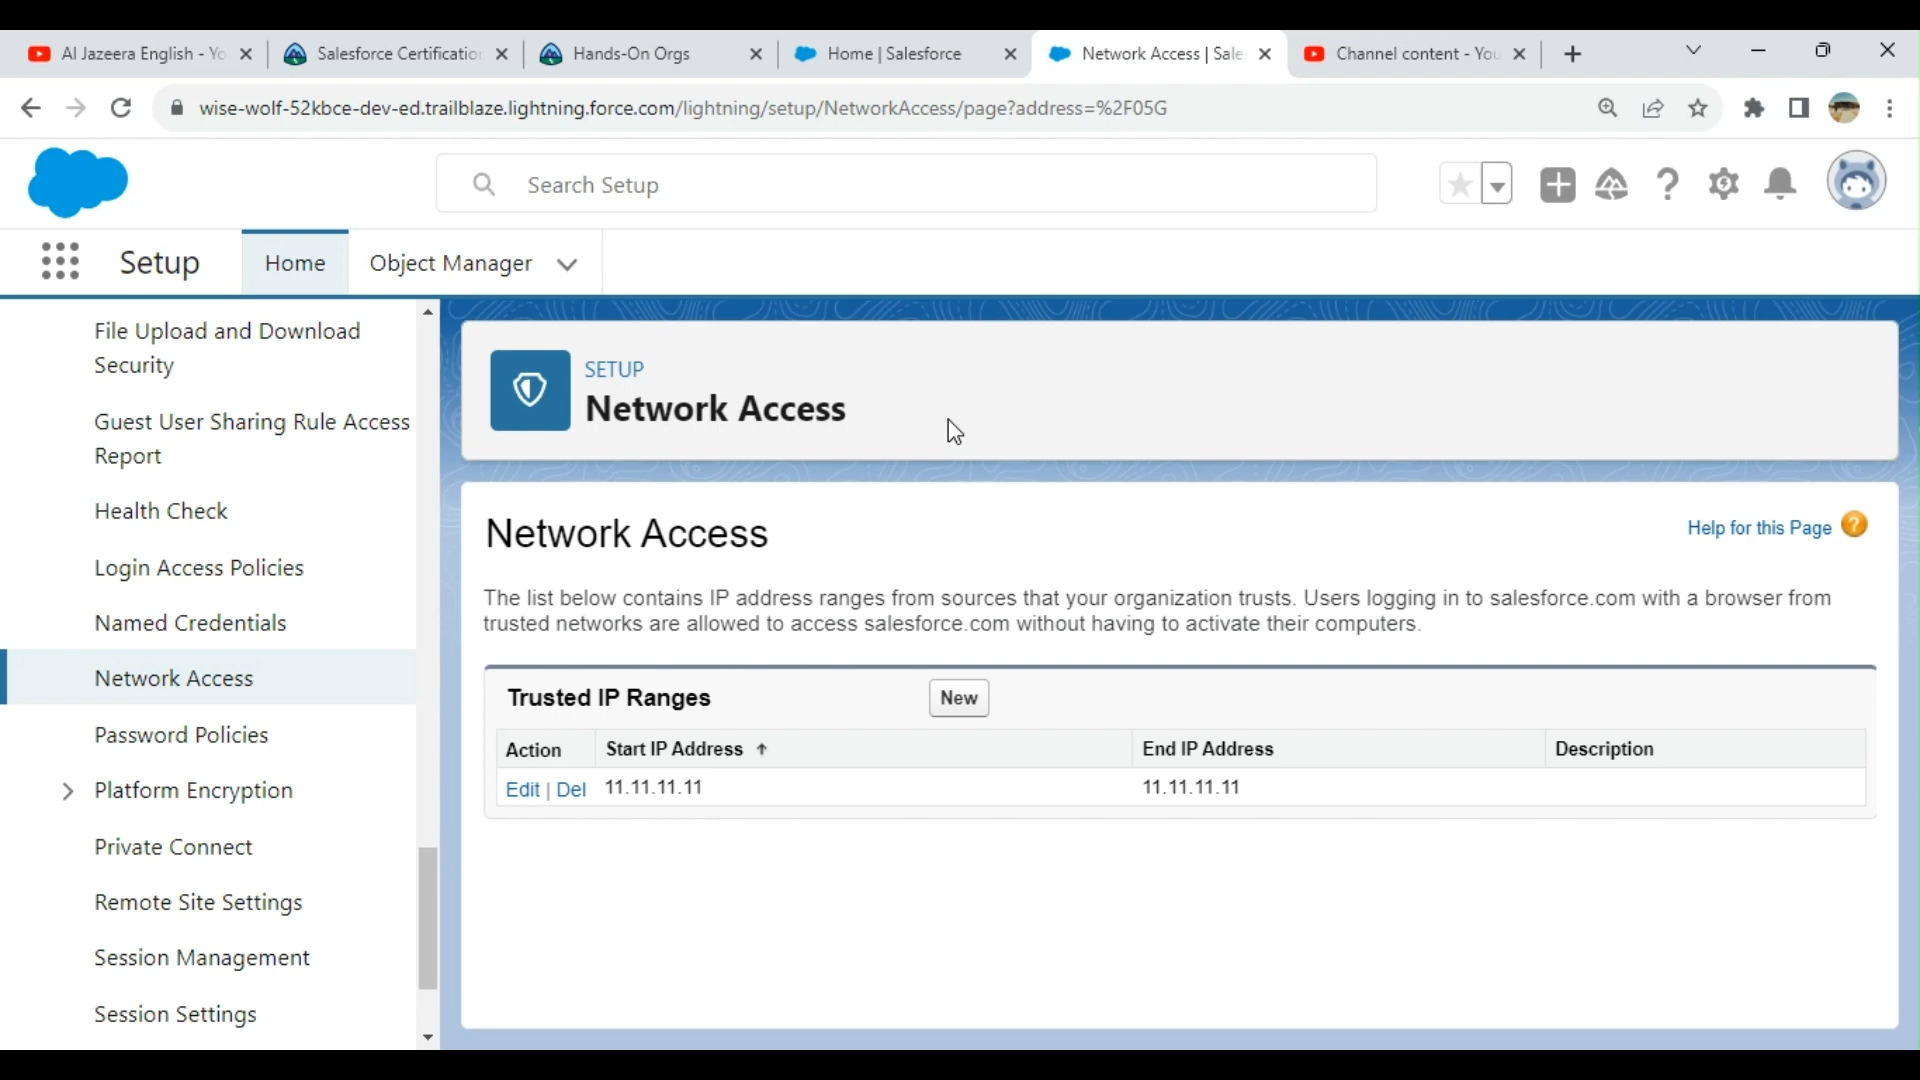 Al Jazeera English - Yo
Salesforce Certification
Hands-On Orgs
Home | Salesforce
Network Access | Sale
Channel content - You
wise-wolf-52kbce-dev-ed.trailblaze.lightning.force.com/lightning/setup/NetworkAccess/page?address=%2F05G
Search Setup
Setup
Home
Object Manager
File Upload and Download
Security
Guest User Sharing Rule Access
Report
Health Check
Login Access Policies
Named Credentials
Network Access
Password Policies
Platform Encryption
Private Connect
Remote Site Settings
Session Management
Session Settings
SETUP
Network Access
Network Access
Help for this Page ?
The list below contains IP address ranges from sources that your organization trusts. Users logging in to salesforce.com with a browser from
trusted networks are allowed to access salesforce.com without having to activate their computers.
Trusted IP Ranges
New
Action Start IP Address ↑ End IP Address Description
Edit | Del 11.11.11.11 11.11.11.11